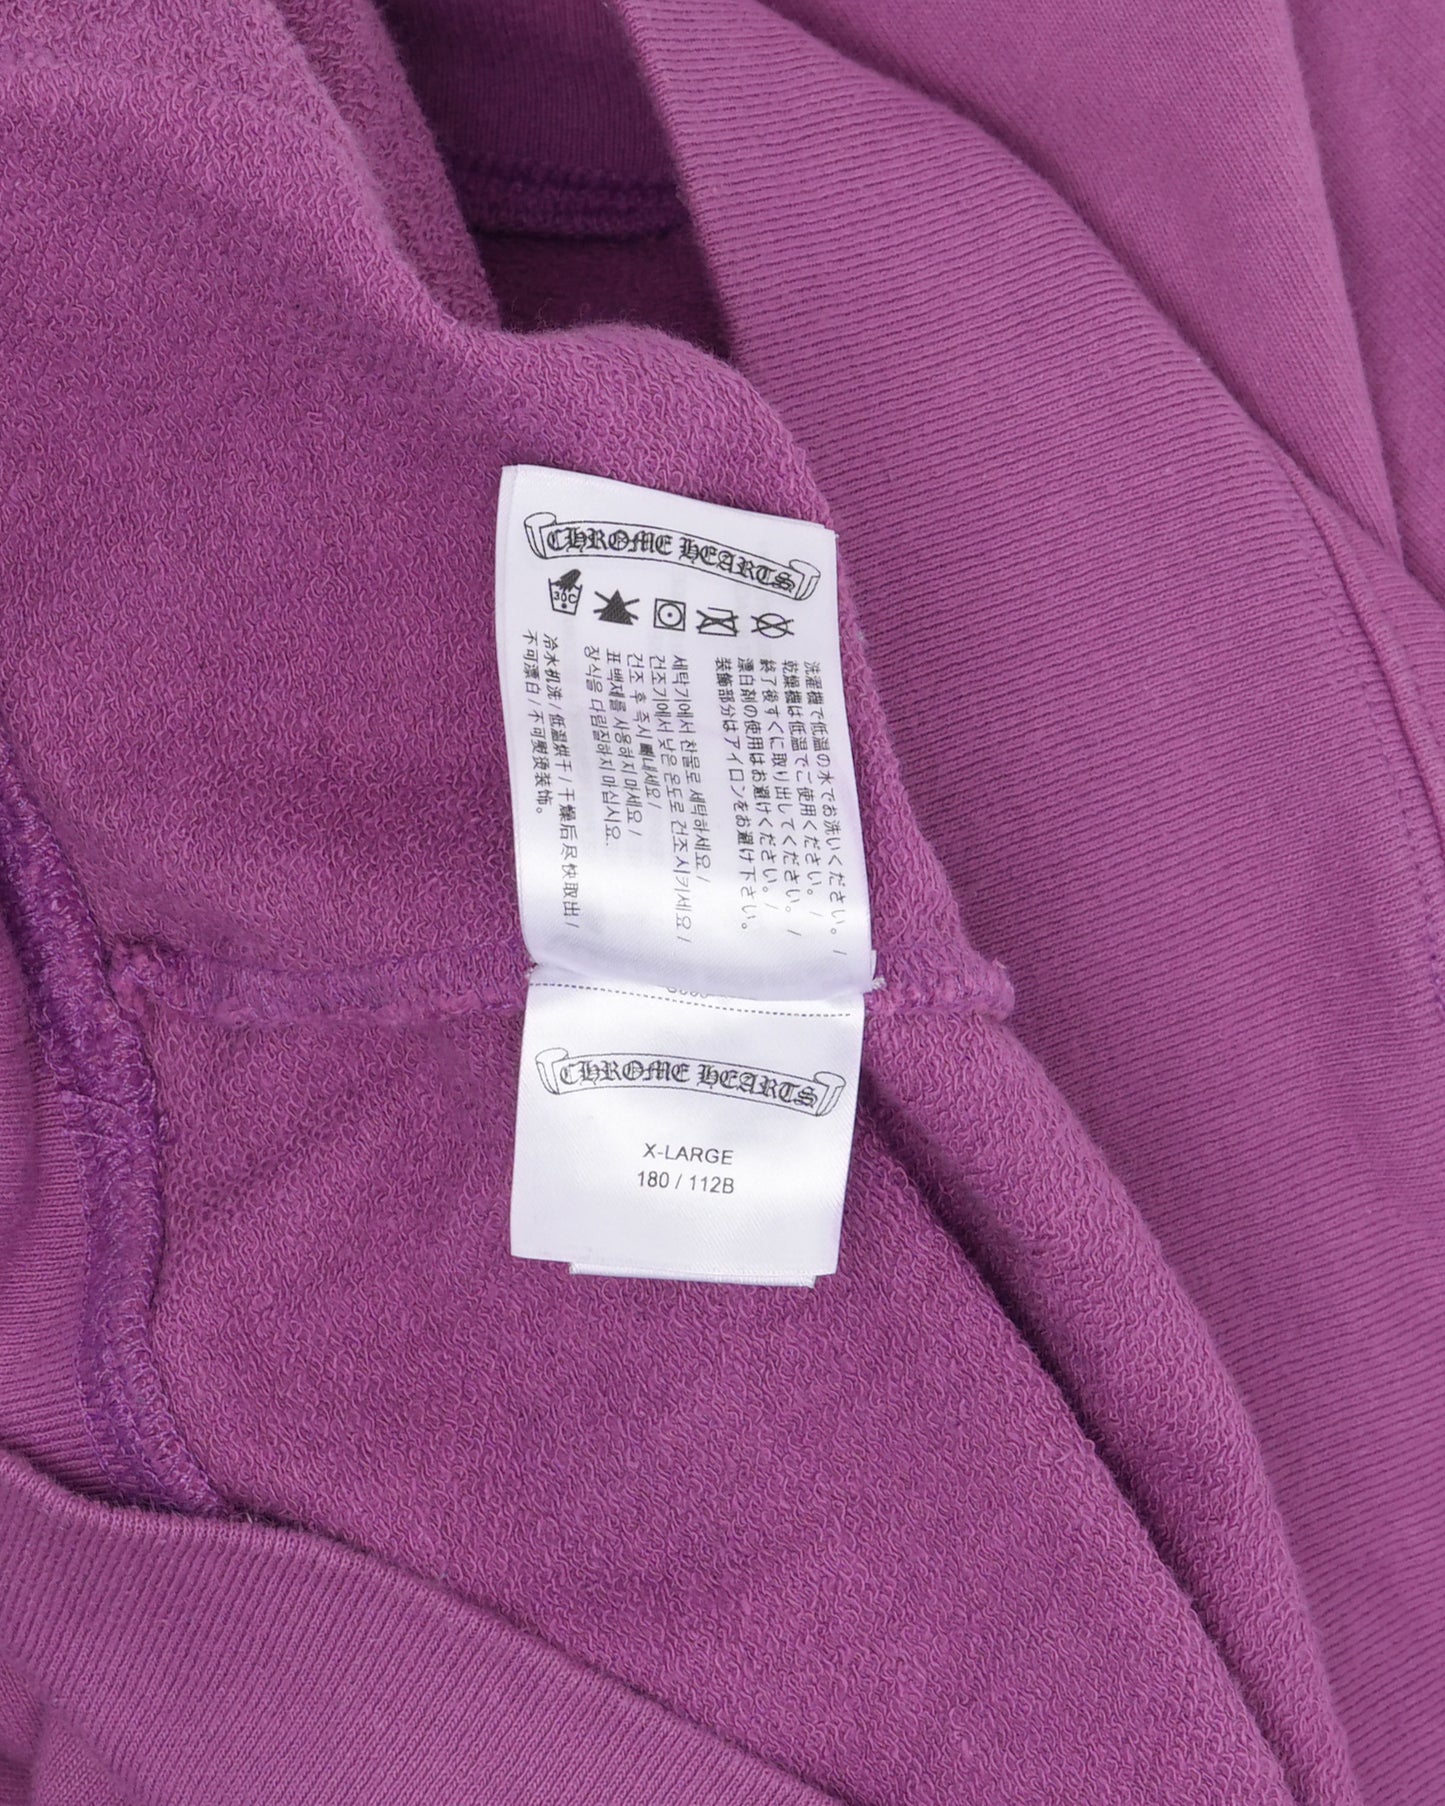 CHROME HEARTS
30C
洗濯機で低温の水でお洗いください。/
乾燥機は低温でご使用ください。/
終了後すぐに取り出してください。/
漂白剤の使用はお避けください。/
装飾部分はアイロンをお避け下さい。
세탁기에서 찬물로 세탁하세요 /
건조기에서 낮은 온도로 건조시키세요 /
건조 후 즉시 빼내세요 /
표백제를 사용하지 마세요 /
장식을 다림질하지 마십시요.
冷水机洗 / 低温烘干 / 干燥后尽快取出 /
不可漂白 / 不可熨烫装饰。
CHROME HEARTS
X-LARGE
180 / 112B